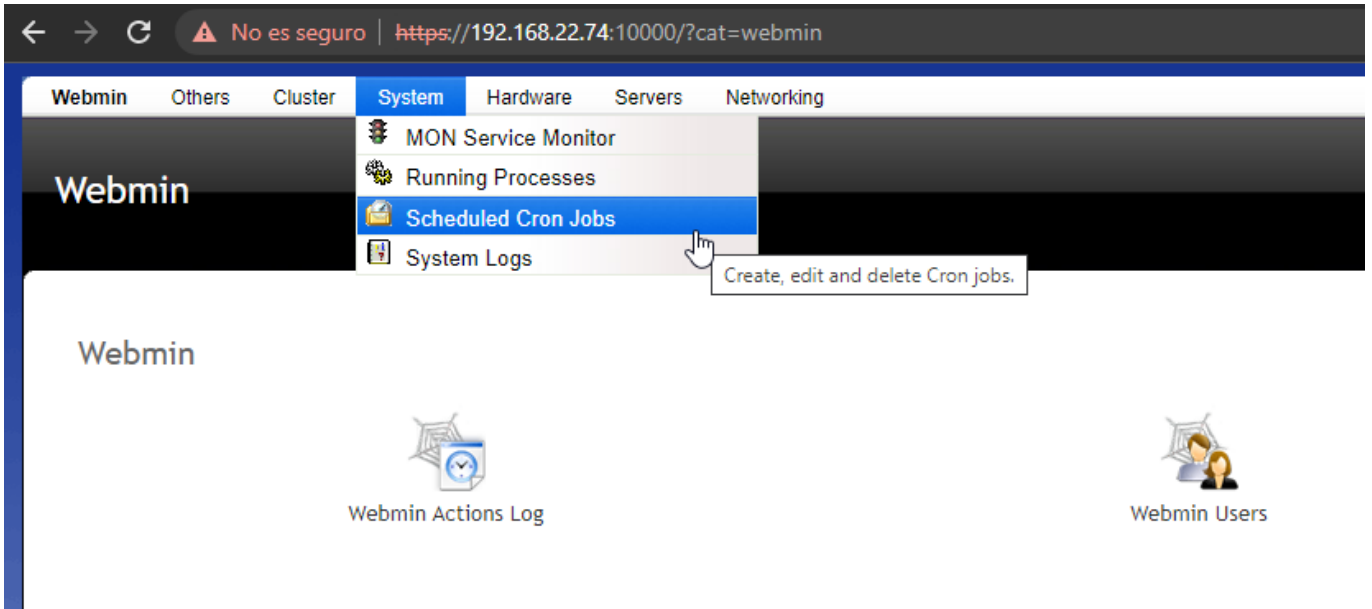 No es seguro | https://192.168.22.74:10000/?cat=webmin
Webmin Others Cluster System Hardware Servers Networking
MON Service Monitor
Running Processes
Webmin
Scheduled Cron Jobs
System Logs
Create, edit and delete Cron jobs.
Webmin
Webmin Actions Log
Webmin Users